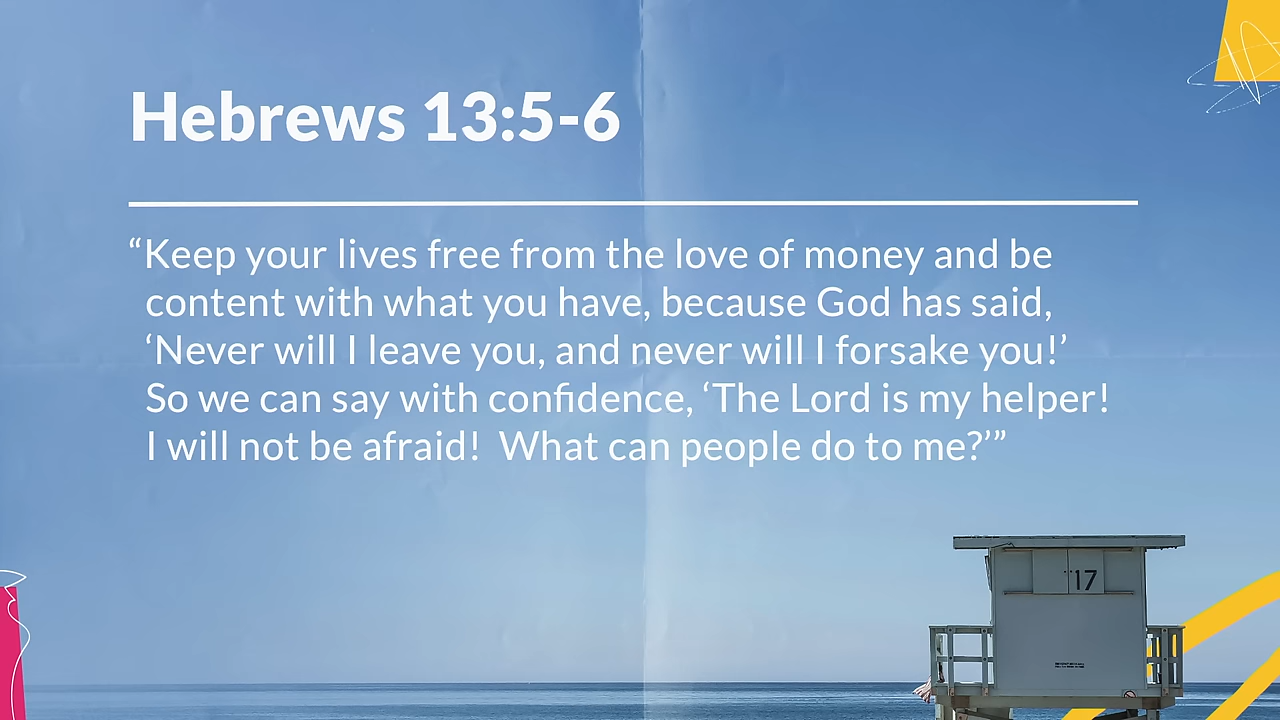 Hebrews 13:5-6
“Keep your lives free from the love of money and be
content with what you have, because God has said,
‘Never will I leave you, and never will I forsake you!’
So we can say with confidence, ‘The Lord is my helper!
I will not be afraid!  What can people do to me?’”
17